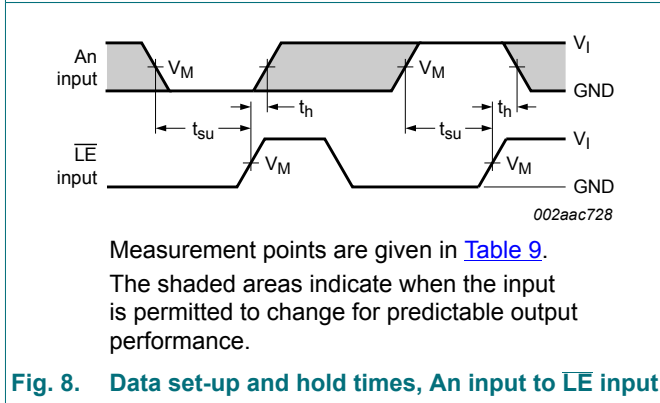 An
input
V_M
V_M
V_I
GND
t_h
t_h
t_su
t_su
L̅E̅
input
V_M
V_M
V_I
GND
002aac728
Measurement points are given in Table 9.
The shaded areas indicate when the input
is permitted to change for predictable output
performance.
Fig. 8. Data set-up and hold times, An input to L̅E̅ input